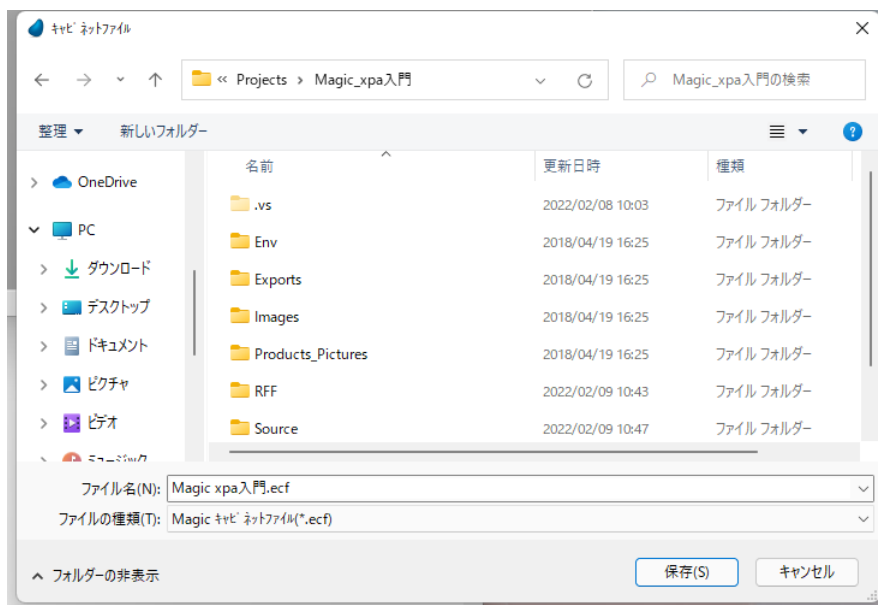 ｷｬﾋﾞﾈｯﾄﾌｧｲﾙ
« Projects › Magic_xpa入門
Magic_xpa入門の検索
整理 新しいフォルダー
名前 更新日時 種類
OneDrive
PC
ダウンロード
デスクトップ
ドキュメント
ピクチャ
ビデオ
ミュージック
.vs 2022/02/08 10:03 ファイル フォルダー
Env 2018/04/19 16:25 ファイル フォルダー
Exports 2018/04/19 16:25 ファイル フォルダー
Images 2018/04/19 16:25 ファイル フォルダー
Products_Pictures 2018/04/19 16:25 ファイル フォルダー
RFF 2022/02/09 10:43 ファイル フォルダー
Source 2022/02/09 10:47 ファイル フォルダー
ファイル名(N): Magic xpa入門.ecf
ファイルの種類(T): Magic ｷｬﾋﾞﾈｯﾄﾌｧｲﾙ(*.ecf)
フォルダーの非表示
保存(S) キャンセル